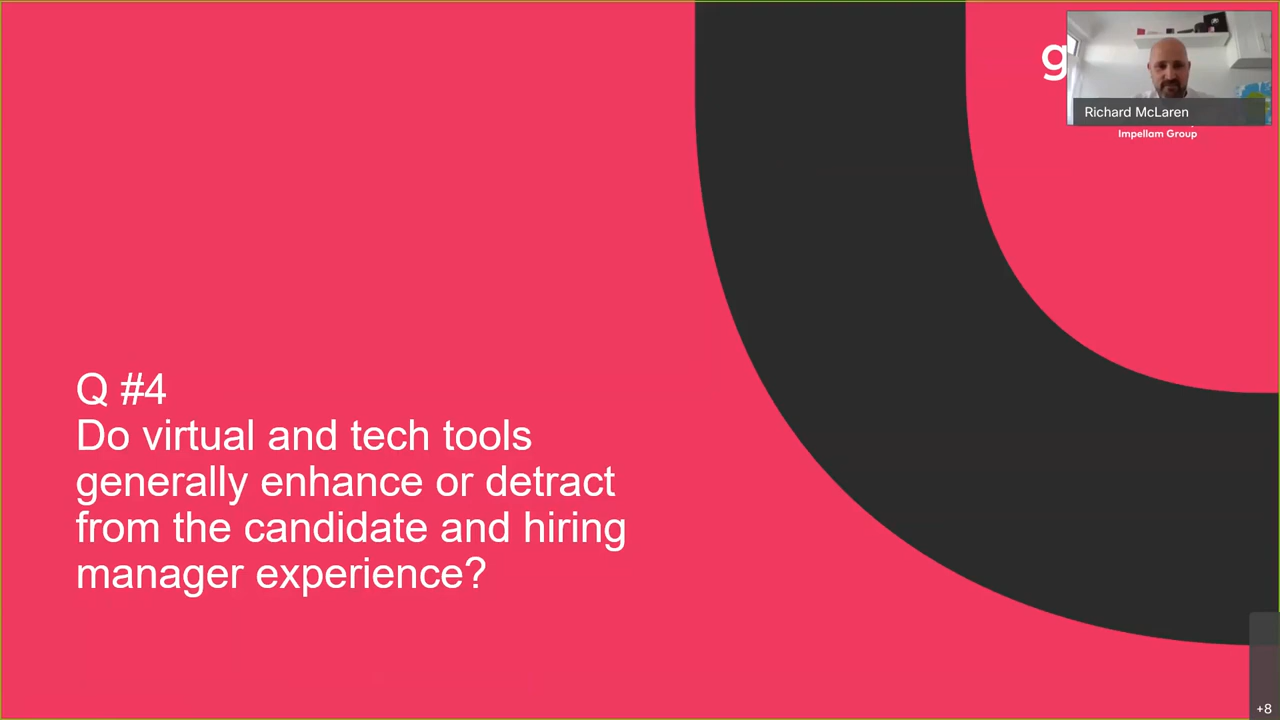 g
Richard McLaren
Impellam Group
Q #4
Do virtual and tech tools
generally enhance or detract
from the candidate and hiring
manager experience?
+8